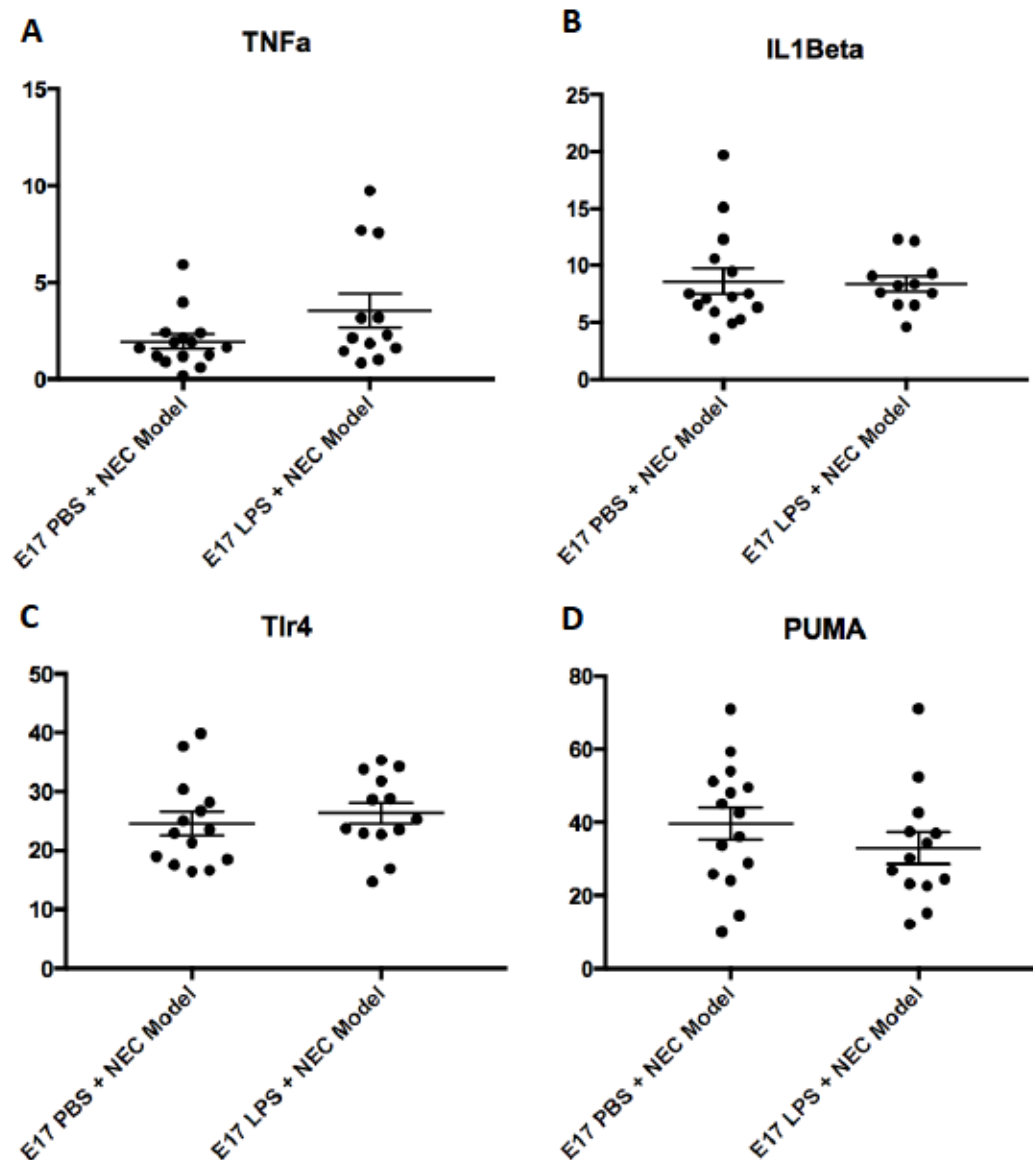 A
TNFa
15
10
5
0
E17 PBS + NEC Model
E17 LPS + NEC Model
B
IL1Beta
25
20
15
10
5
0
E17 PBS + NEC Model
E17 LPS + NEC Model
C
Tlr4
50
40
30
20
10
0
E17 PBS + NEC Model
E17 LPS + NEC Model
D
PUMA
80
60
40
20
0
E17 PBS + NEC Model
E17 LPS + NEC Model